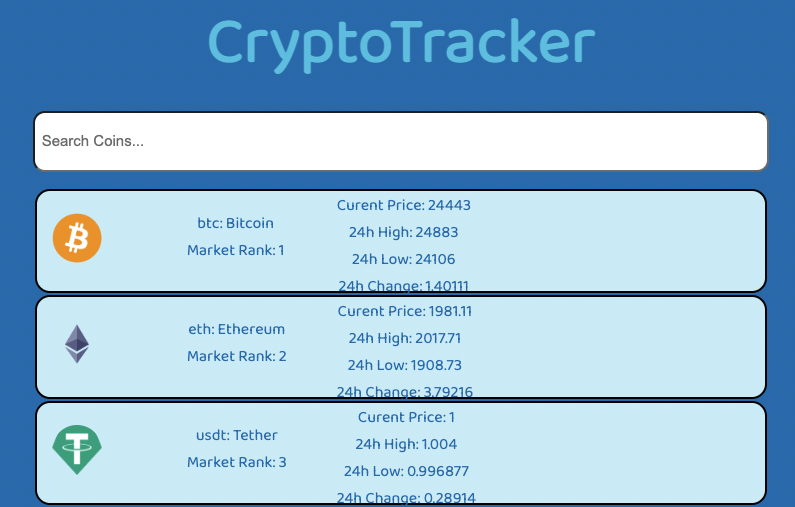 CryptoTracker
Search Coins...
btc: Bitcoin
Market Rank: 1
Curent Price: 24443
24h High: 24883
24h Low: 24106
24h Change: 1.40111
eth: Ethereum
Market Rank: 2
Curent Price: 1981.11
24h High: 2017.71
24h Low: 1908.73
24h Change: 3.79216
usdt: Tether
Market Rank: 3
Curent Price: 1
24h High: 1.004
24h Low: 0.996877
24h Change: 0.28914